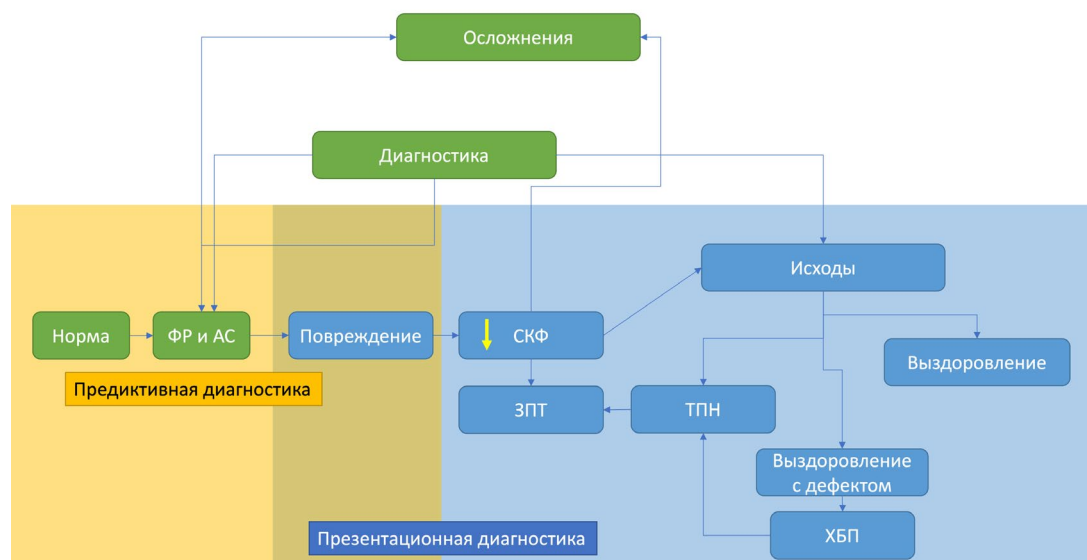 Осложнения
Диагностика
Исходы
Норма
ФР и АС
Повреждение
СКФ
Выздоровление
Предиктивная диагностика
ЗПТ
ТПН
Выздоровление
с дефектом
Презентационная диагностика
ХБП